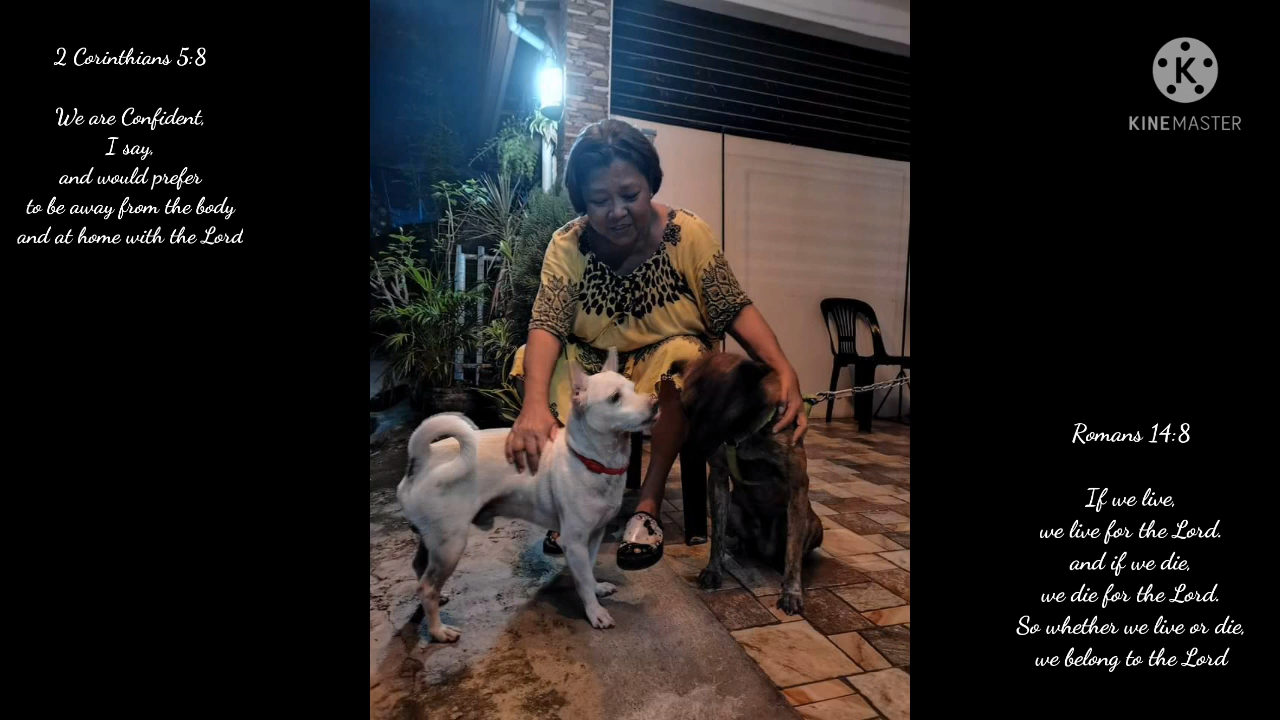 2 Corinthians 5:8
We are Confident,
I say,
and would prefer
to be away from the body
and at home with the Lord
K
KINEMASTER
Romans 14:8
If we live,
we live for the Lord.
and if we die,
we die for the Lord.
So whether we live or die,
we belong to the Lord